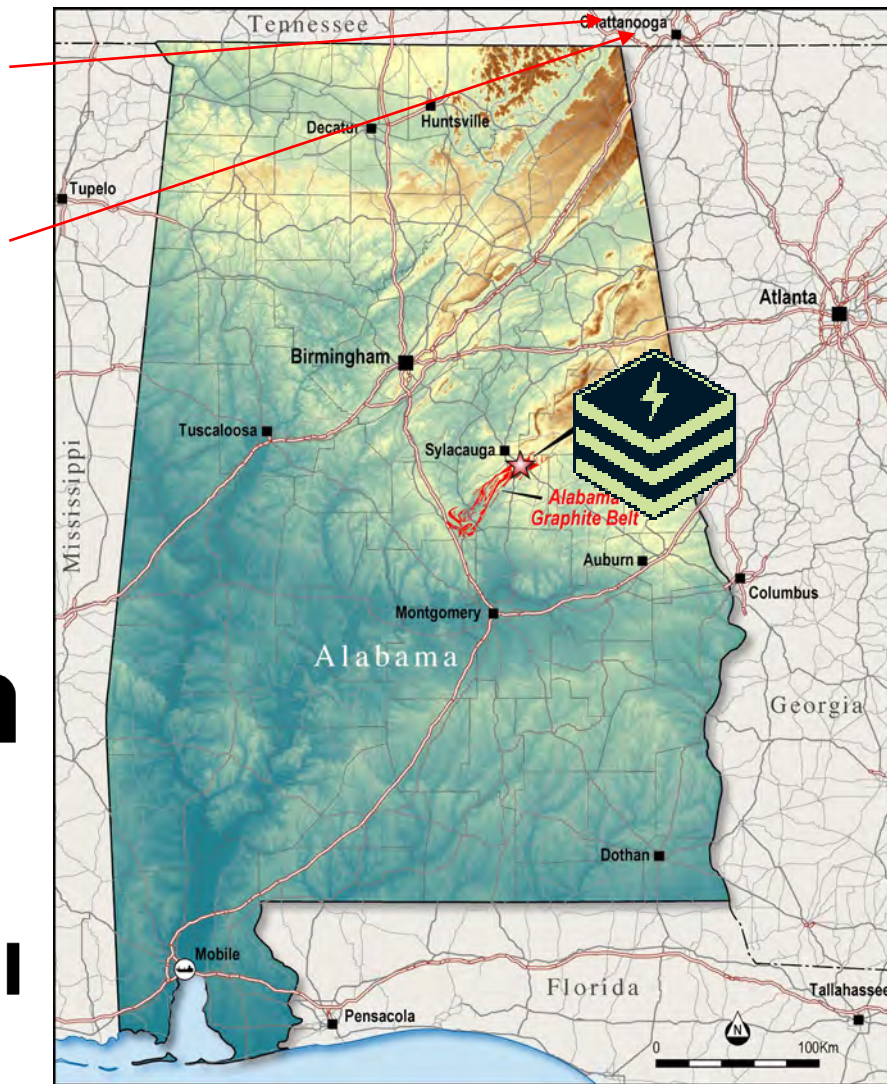 Tennessee
Chattanooga
Huntsville
Decatur
Tupelo
Atlanta
Birmingham
Tuscaloosa
Sylacauga
Mississippi
Alabama
Graphite Belt
Auburn
Columbus
Montgomery
Alabama
Georgia
n
Dothan
l
Mobile
Florida
Tallahassee
Pensacola
N
0 100Km